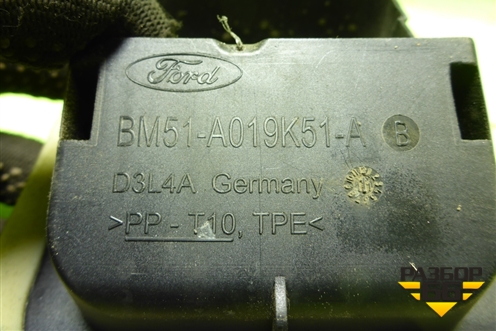 Ford
BM51-A019K51-A B
D3L4A Germany
>PP - T10, TPE<
РАЗБОР